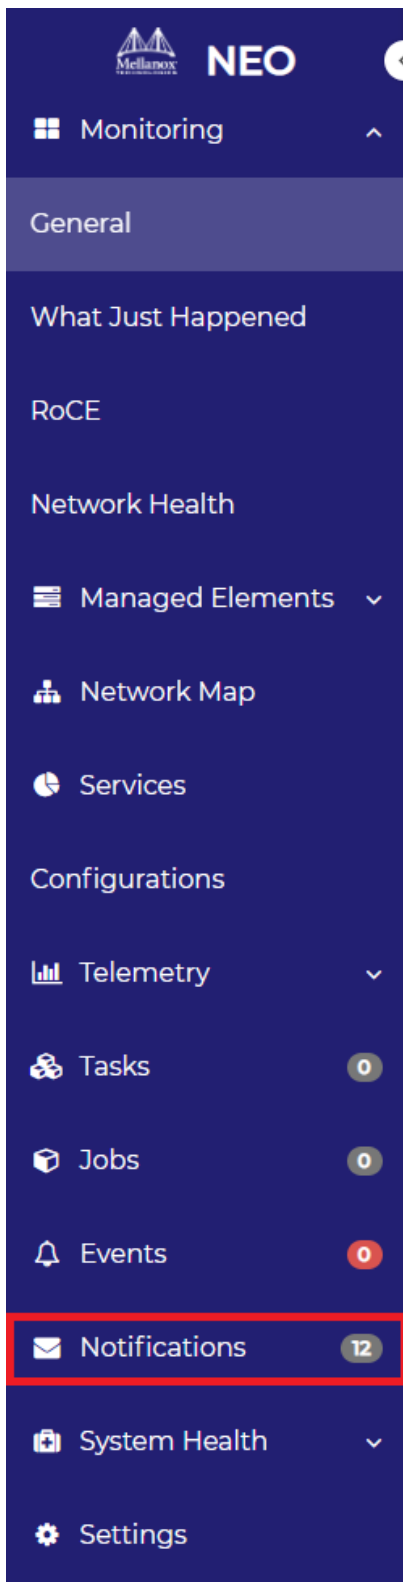 Mellanox
NEO
Monitoring
General
What Just Happened
RoCE
Network Health
Managed Elements
Network Map
Services
Configurations
Telemetry
Tasks 0
Jobs 0
Events 0
Notifications 12
System Health
Settings